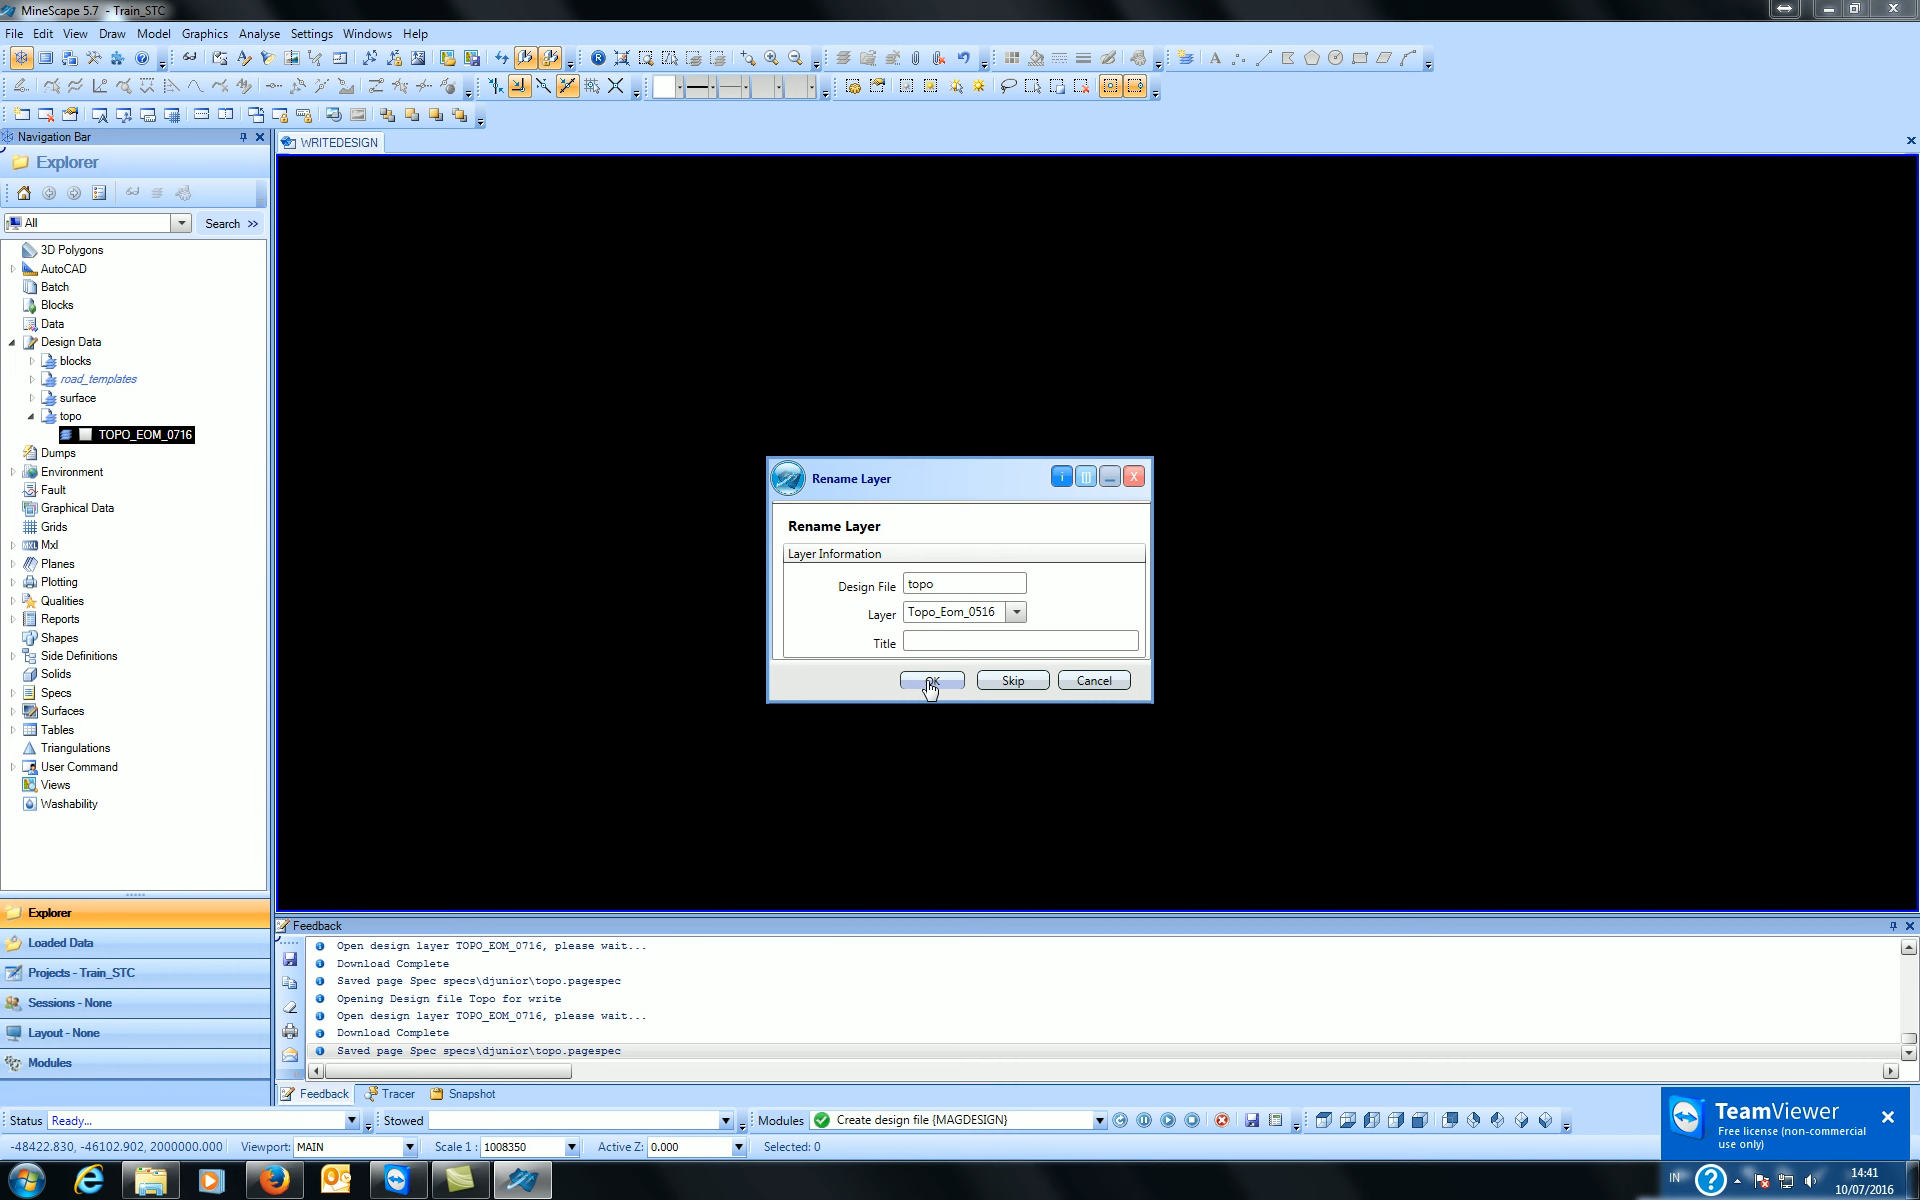 MineScape 5.7 - Train_STC
File Edit View Draw Model Graphics Analyse Settings Windows Help
Navigation Bar
Explorer
All
Search >>
3D Polygons
AutoCAD
Batch
Blocks
Data
Design Data
blocks
road_templates
surface
topo
TOPO_EOM_0716
Dumps
Environment
Fault
Graphical Data
Grids
Mxl
Planes
Plotting
Qualities
Reports
Shapes
Side Definitions
Solids
Specs
Surfaces
Tables
Triangulations
User Command
Views
Washability
Explorer
Loaded Data
Projects - Train_STC
Sessions - None
Layout - None
Modules
WRITEDESIGN
Rename Layer
Rename Layer
Layer Information
Design File topo
Layer Topo_Eom_0516
Title
OK Skip Cancel
Feedback
Open design layer TOPO_EOM_0716, please wait...
Download Complete
Saved page Spec specs\djunior\topo.pagespec
Opening Design file Topo for write
Open design layer TOPO_EOM_0716, please wait...
Download Complete
Saved page Spec specs\djunior\topo.pagespec
Feedback Tracer Snapshot
Status Ready... Stowed Modules Create design file {MAGDESIGN}
-48422.830, -46102.902, 2000000.000 Viewport: MAIN Scale 1 : 1008350 Active Z: 0.000 Selected: 0
TeamViewer
Free license (non-commercial
use only)
IN
14:41
10/07/2016